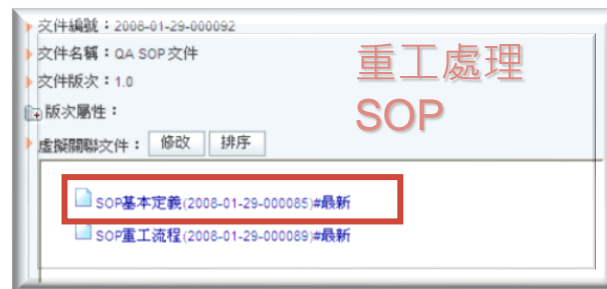 文件編號：2008-01-29-000092
文件名稱：QA SOP文件
文件版次：1.0
版次屬性：
虛擬關聯文件： 修改 排序
重工處理
SOP
SOP基本定義(2008-01-29-000085)#最新
SOP重工流程(2008-01-29-000089)#最新